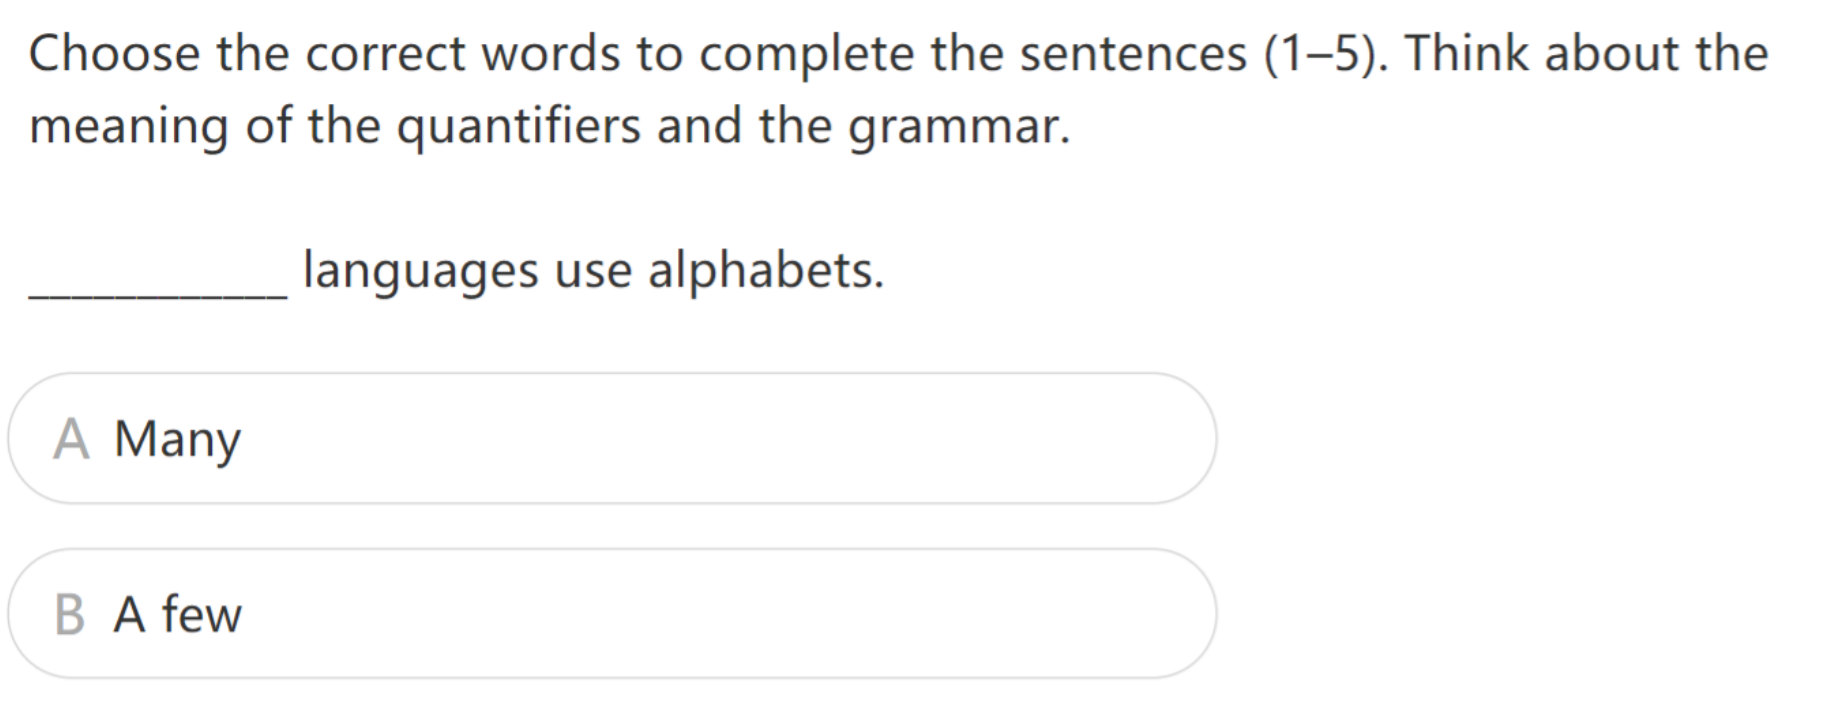 Choose the correct words to complete the sentences (1–5). Think about the
meaning of the quantifiers and the grammar.
____________ languages use alphabets.
A Many
B A few